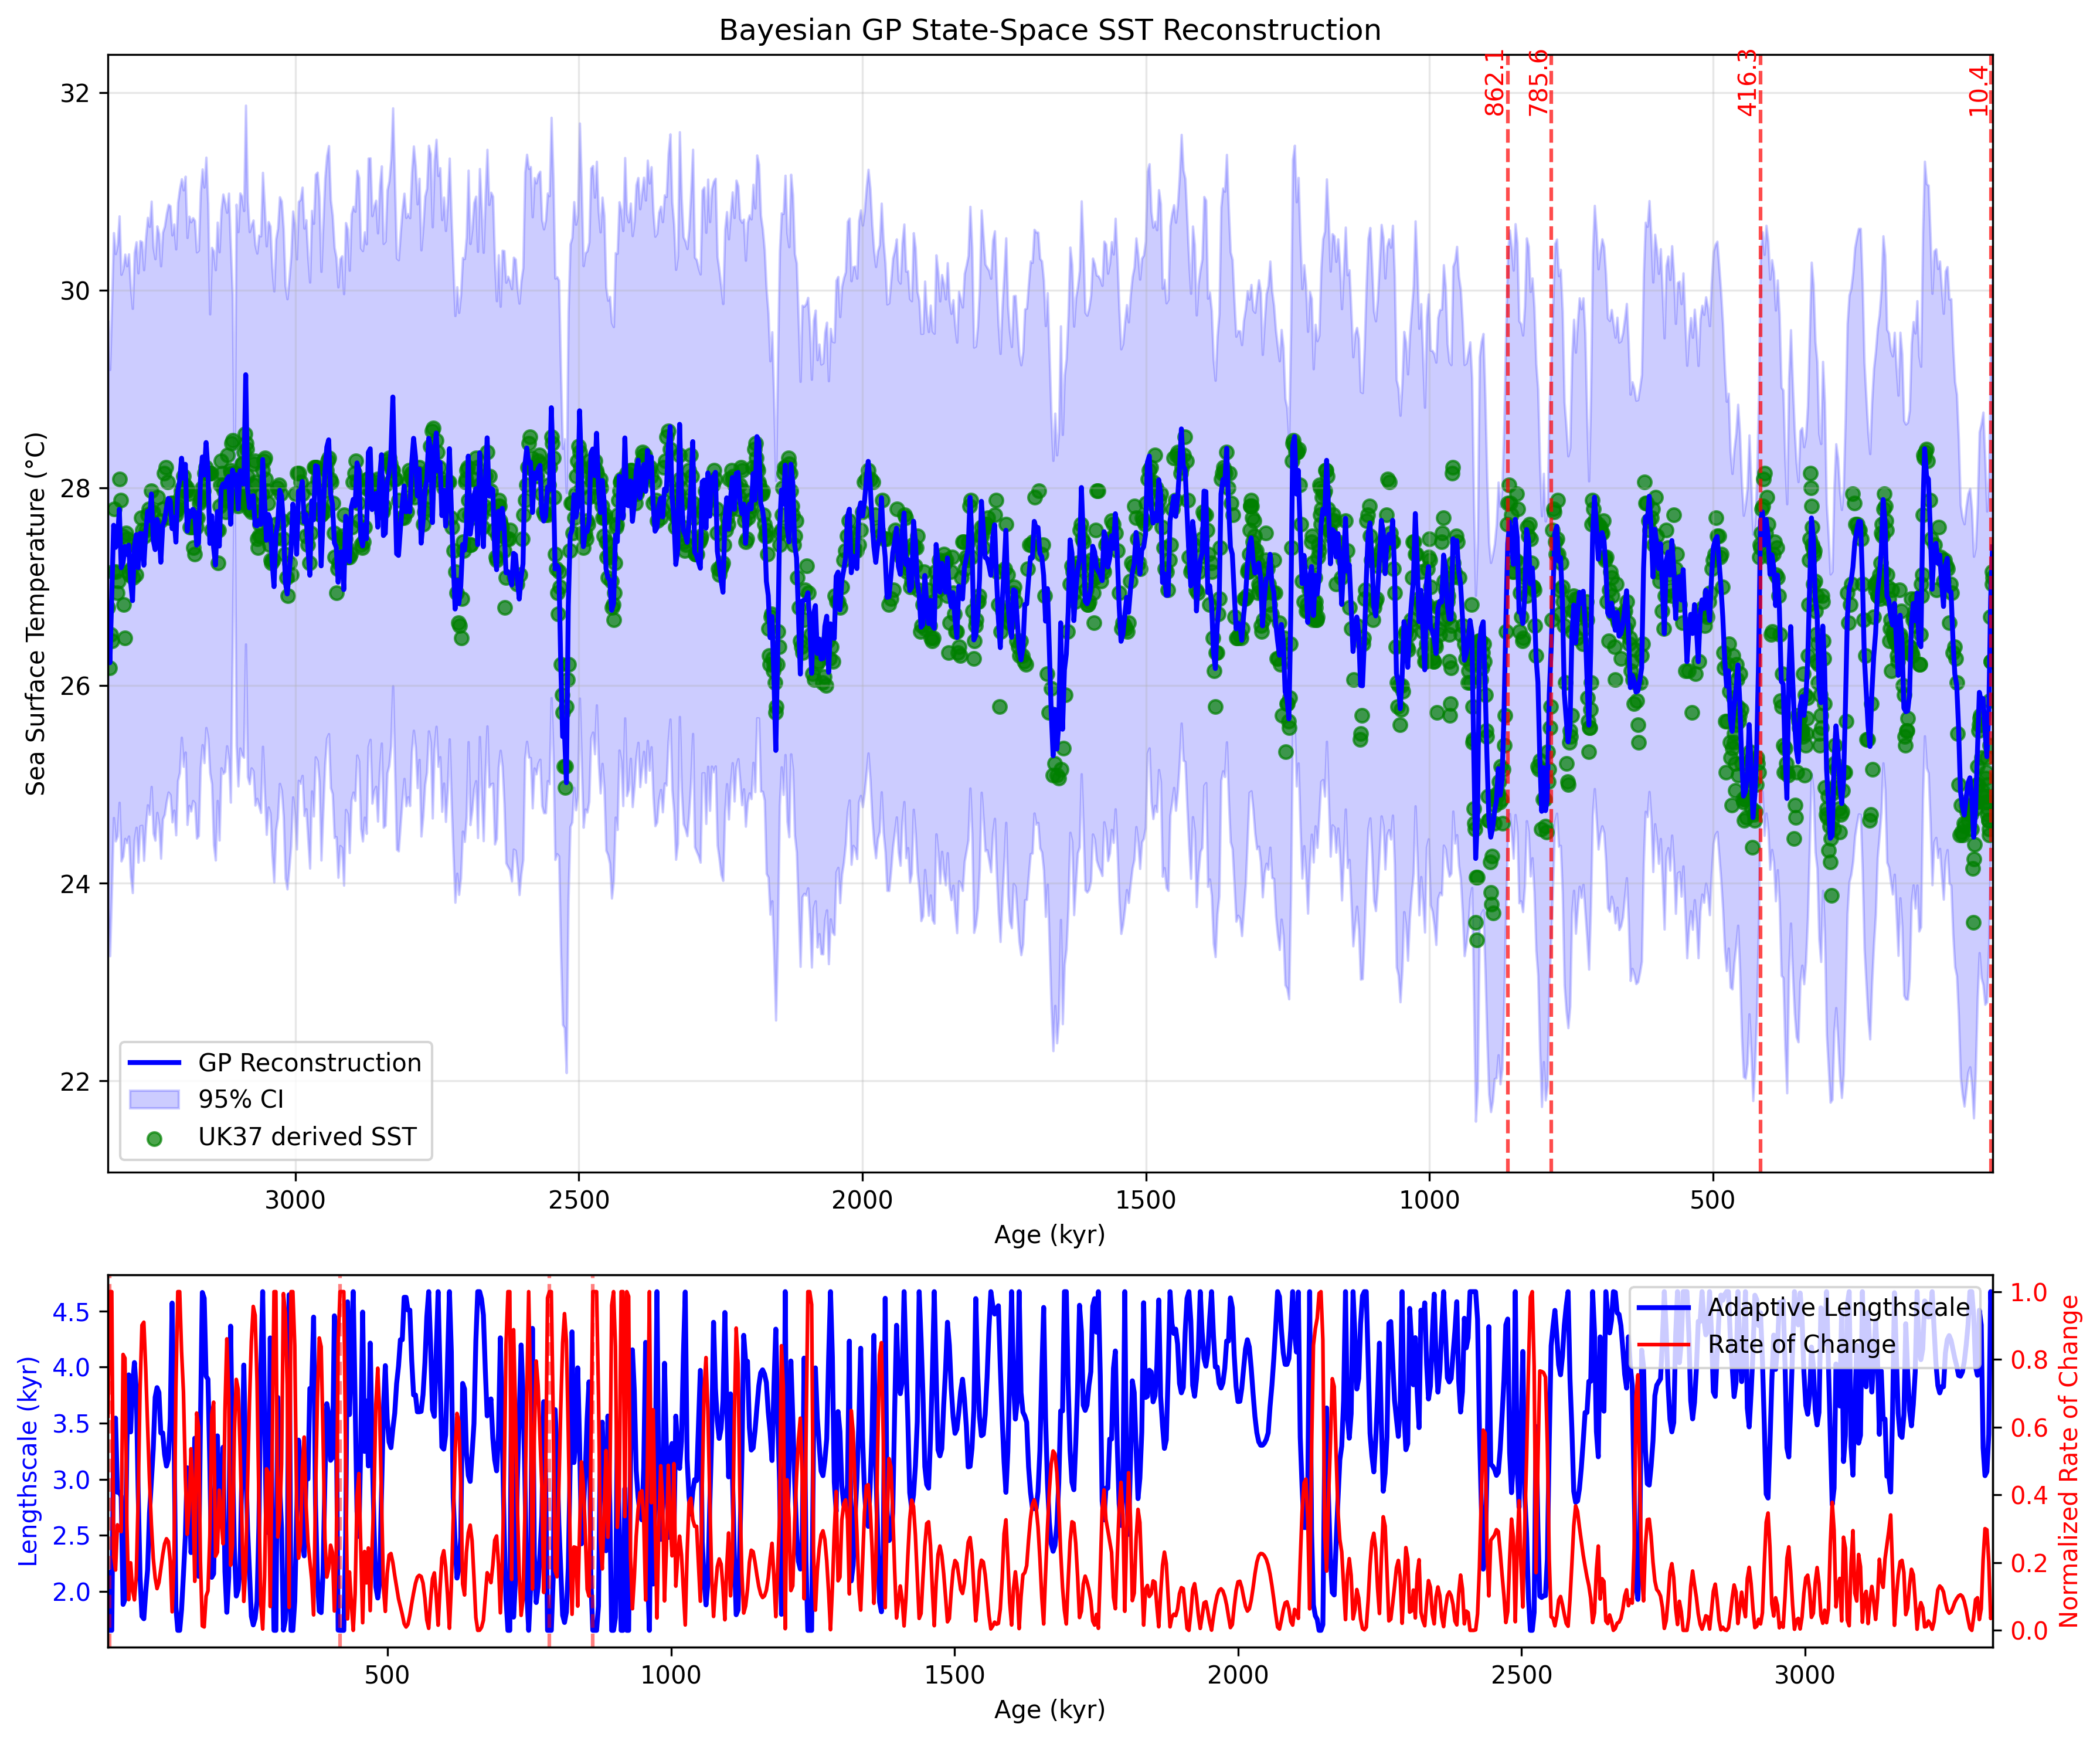 Bayesian GP State-Space SST Reconstruction
862.1
785.6
416.3
10.4
32
30
28
26
24
22
Sea Surface Temperature (°C)
GP Reconstruction
95% CI
UK37 derived SST
3000 2500 2000 1500 1000 500
Age (kyr)
4.5
4.0
3.5
3.0
2.5
2.0
Lengthscale (kyr)
Adaptive Lengthscale
Rate of Change
1.0
0.8
0.6
0.4
0.2
0.0
Normalized Rate of Change
500 1000 1500 2000 2500 3000
Age (kyr)